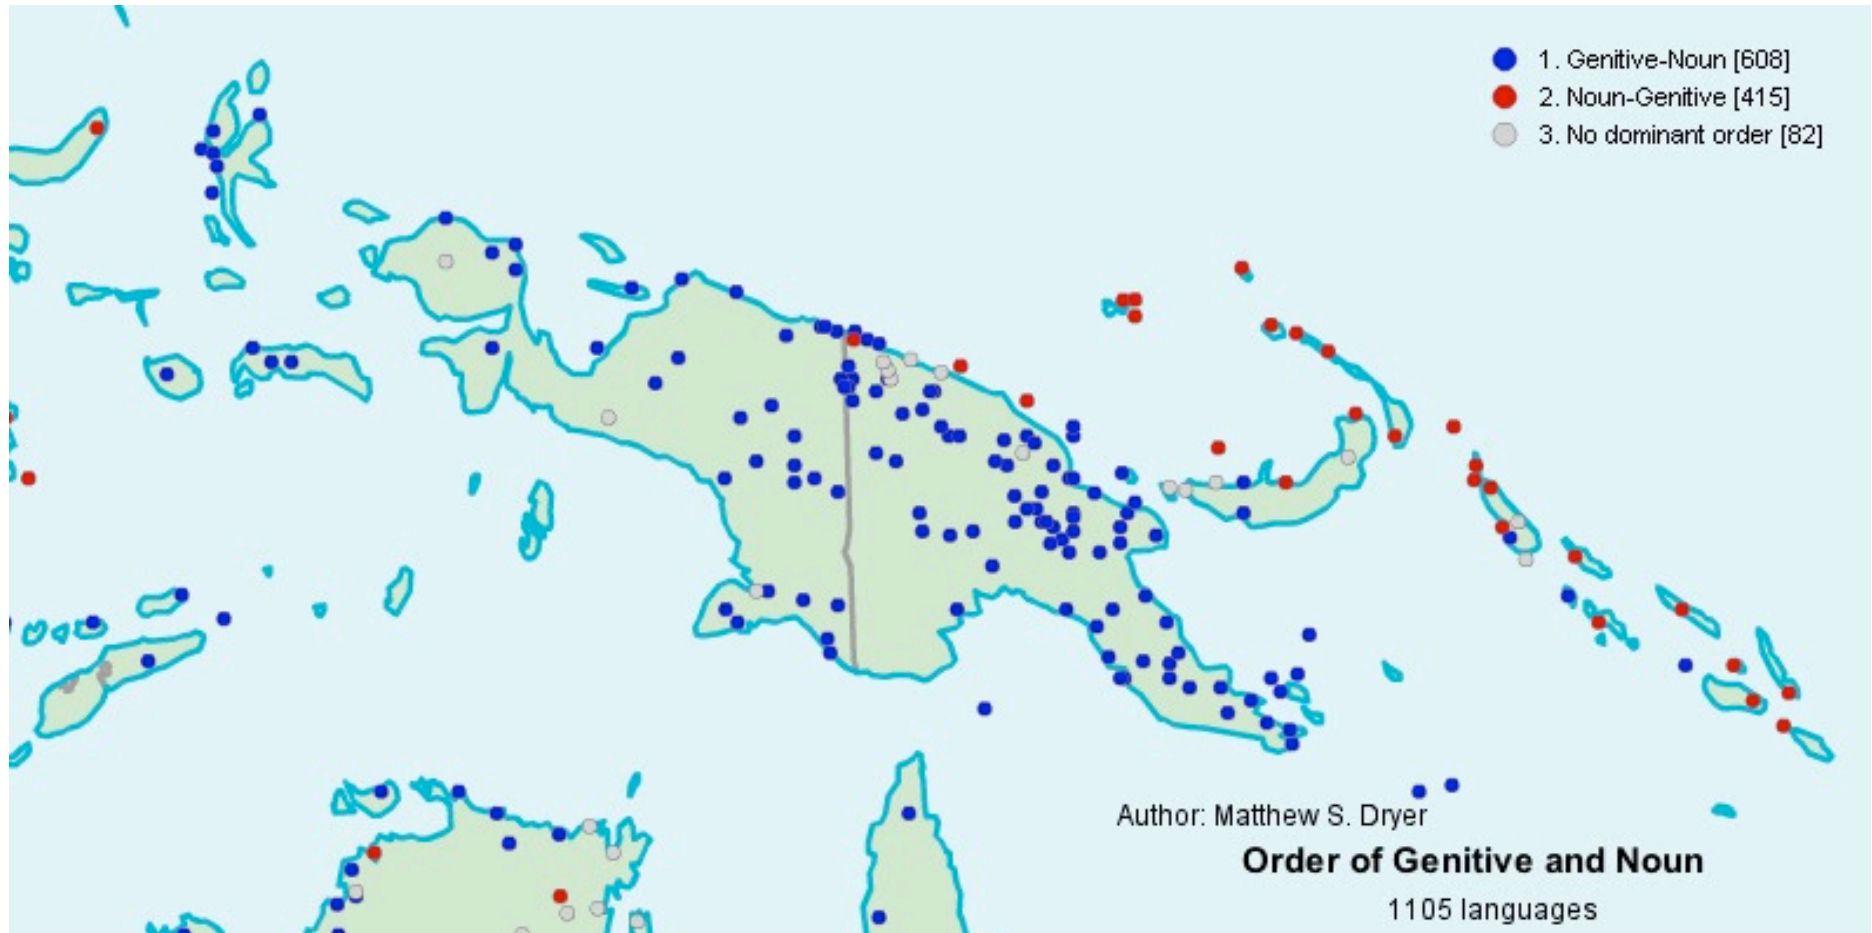 1. Genitive-Noun [608]
2. Noun-Genitive [415]
3. No dominant order [82]
Author: Matthew S. Dryer
Order of Genitive and Noun
1105 languages